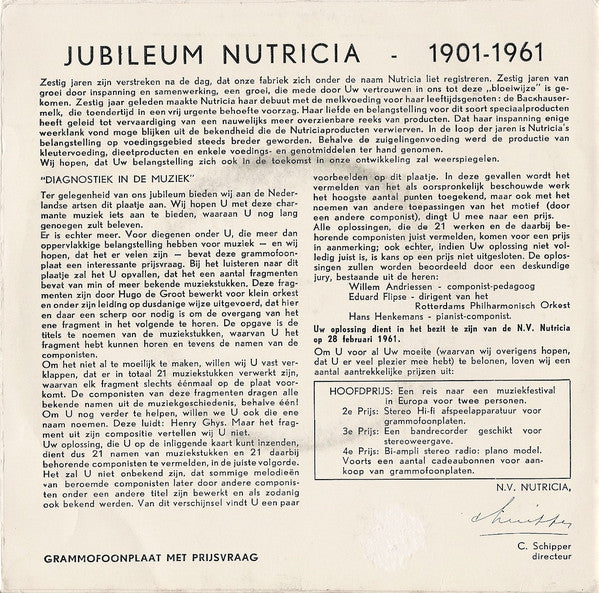 JUBILEUM NUTRICIA - 1901-1961
Zestig jaren zijn verstreken na de dag, dat onze fabriek zich onder de naam Nutricia liet registreren. Zestig jaren van
groei door inspanning en samenwerking, een groei, die mede door Uw vertrouwen in ons tot deze „bloeiwijze” is ge-
komen. Zestig jaar geleden maakte Nutricia haar debuut met de melkvoeding voor haar leeftijdsgenoten: de Backhauser-
melk, die toendertijd in een vrij urgente behoefte voorzag. Haar liefde en belangstelling voor dit soort speciaalproducten
heeft geleid tot vervaardiging van een nauwelijks meer overzienbare reeks van product. Dat haar inspanning enige
weerklank vond moge blijken uit de bekendheid die de Nutriciaproducten verwierven. In de loop der jaren is Nutricia's
belangstelling op voedingsgebied steeds breder geworden. Behalve de zuigelingenvoeding werd de productie van
kleutervoeding, dieetproducten en enkele voedings- en genotmiddelen ter hand genomen.
Wij hopen, dat Uw belangstelling zich ook in de toekomst in onze ontwikkeling zal weerspiegelen.
"DIAGNOSTIEK IN DE MUZIEK"
Ter gelegenheid van ons jubileum bieden wij aan de Neder-
landse artsen dit plaatje aan. Wij hopen U met deze char-
mante muziek iets aan te bieden, waaraan U nog lang
genoegen zult beleven.
Er is echter meer. Voor diegenen onder U, die meer dan
oppervlakkige belangstelling hebben voor muziek — en wij
hopen, dat het er velen zijn — bevat deze grammofoon-
plaat een interessante prijsvraag. Bij het luisteren naar dit
plaatje zal het U opvallen, dat het een aantal fragmenten
bevat van min of meer bekende muziekstukken. Deze frag-
menten zijn door Hugo de Groot bewerkt voor klein orkest
en onder zijn leiding op dusdanige wijze uitgevoerd, dat hier
en daar een scherp oor nodig is om de overgang van het
ene fragment in het volgende te horen. De opgave is de
titels te noemen van de muziekstukken, waarvan U het
fragment hebt kunnen horen en tevens de namen van de
componisten.
Om het niet al te moeilijk te maken, willen wij U vast ver-
klappen, dat er in totaal 21 muziekstukken verwerkt zijn,
waarvan elk fragment slechts éénmaal op de plaat voor-
komt. De componisten van deze fragmenten dragen alle
bekende namen uit de muziekgeschiedenis, behalve één!
Om U nog verder te helpen, willen we U ook die ene
naam noemen. Deze luidt: Henry Ghys. Maar het frag-
ment uit zijn compositie vertellen wij U niet.
Uw oplossing, die U op de inliggende kaart kunt inzenden,
dient dus 21 namen van muziekstukken en 21 daarbij
behorende componisten te vermelden, in de juiste volgorde.
Het zal U niet onbekend zijn, dat sommige melodieën
van beroemde componisten later door andere componis-
ten onder een andere titel zijn bewerkt en als zodanig
ook bekend werden. Van dit verschijnsel vindt U een paar
voorbeelden op dit plaatje. In deze gevallen wordt het
vermelden van het als oorspronkelijk beschouwde werk
het hoogste aantal punten toegekend, maar ook met het
noemen van andere toepassingen van het motief (door
een andere componist), dingt U mee naar een prijs.
Alle oplossingen, die de 21 werken en de daarbij be-
horende componisten juist vermelden, komen voor een prijs
in aanmerking; ook echter, indien Uw oplossing niet vol-
ledig juist is, is kans op een prijs niet uitgesloten. De oplos-
singen zullen worden beoordeeld door een deskundige
jury, bestaande uit de heren:
Willem Andriessen - componist-pedagoog
Eduard Flipse - dirigent van het
Rotterdams Philharmonisch Orkest
Hans Henkemans - pianist-componist.
Uw oplossing dient in het bezit te zijn van de N.V. Nutricia
op 28 februari 1961.
Om U voor al Uw moeite (waarvan wij overigens hopen,
dat U er veel plezier mee hebt) te belonen, loven wij een
aantal aantrekkelijke prijzen uit:
HOOFDPRIJS: Een reis naar een muziekfestival
in Europa voor twee personen.
2e Prijs: Stereo Hi-fi afspeelapparatuur voor
grammofoonplaten.
3e Prijs: Een bandrecorder geschikt voor
stereoweergave.
4e Prijs: Bi-ampli stereo radio: piano model.
Voorts een aantal cadeaubonnen voor aan-
koop van grammofoonplaten.
N.V. NUTRICIA,
Schipper
C. Schipper
directeur
GRAMMOFOONPLAAT MET PRIJSVRAAG